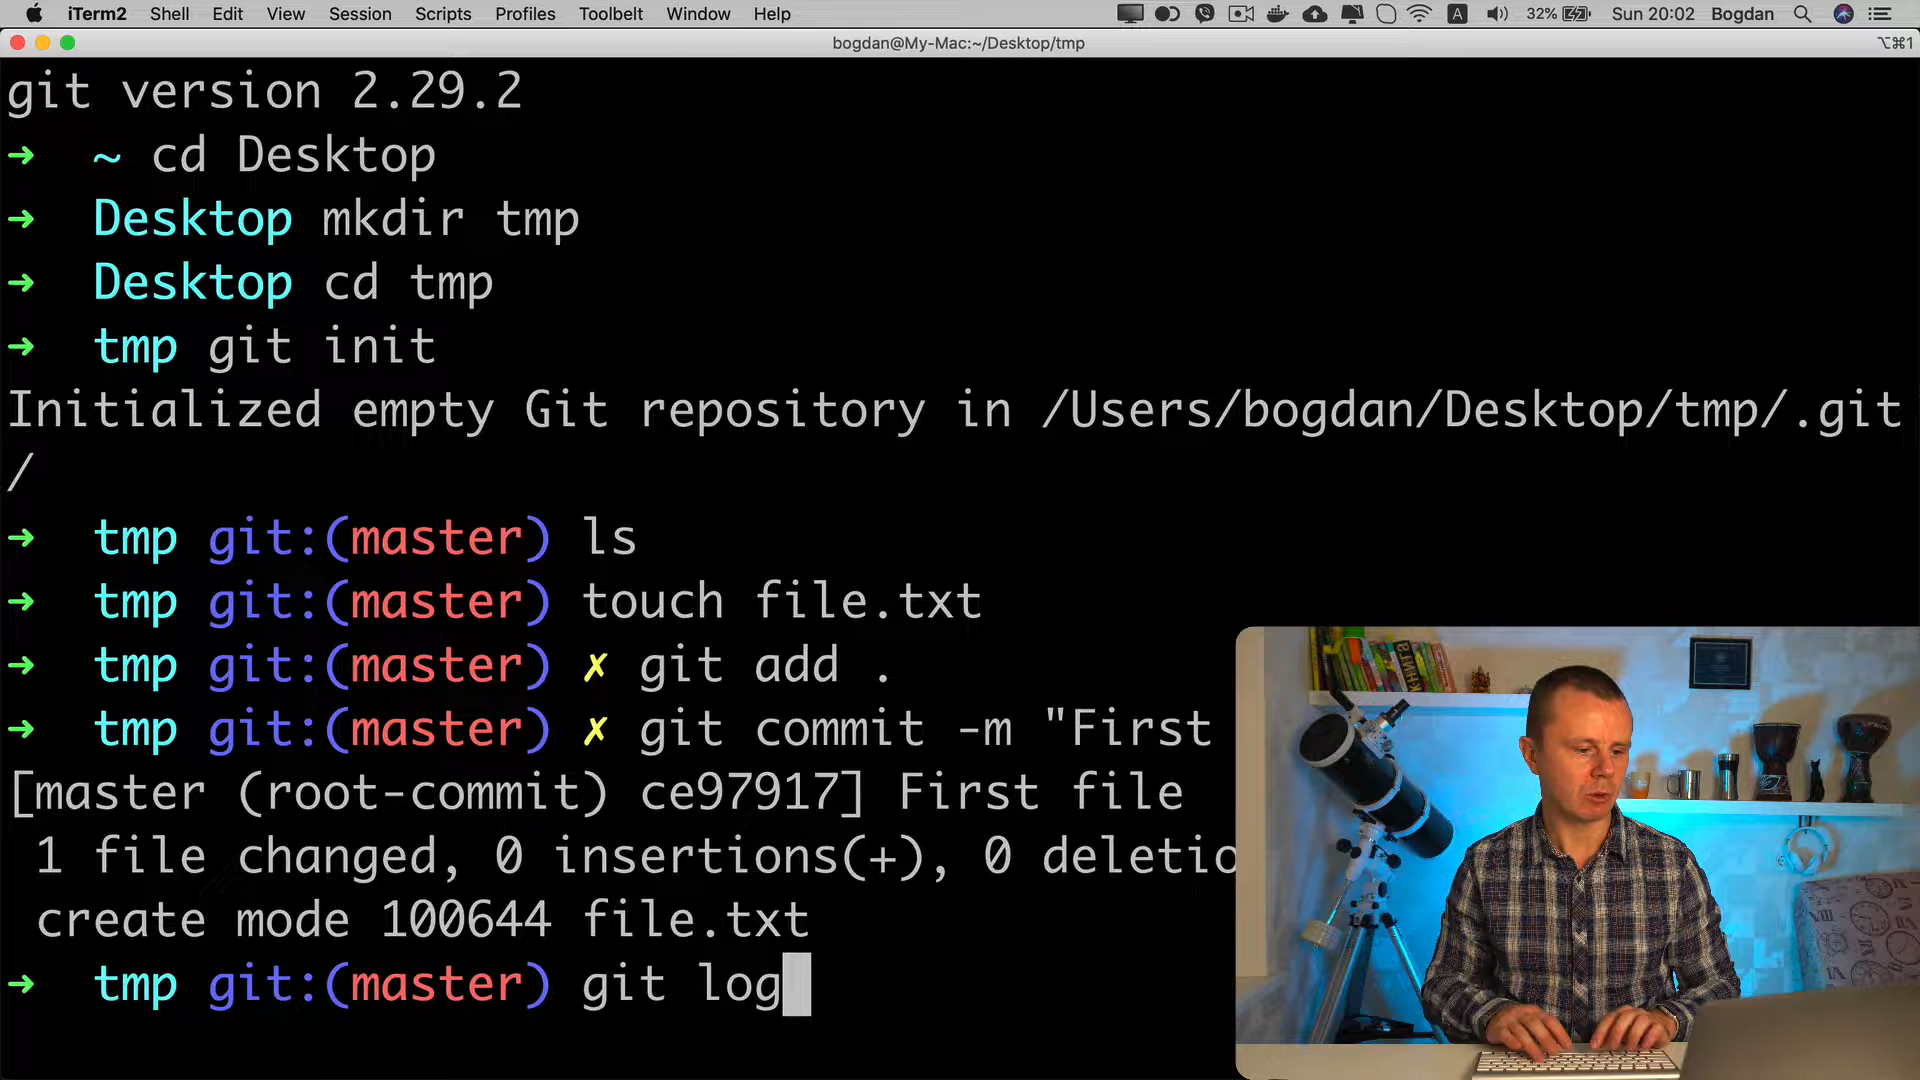 iTerm2 Shell Edit View Session Scripts Profiles Toolbelt Window Help A 32% Sun 20:02 Bogdan
bogdan@My-Mac:~/Desktop/tmp ⌥⌘1
git version 2.29.2
➜ ~ cd Desktop
➜ Desktop mkdir tmp
➜ Desktop cd tmp
➜ tmp git init
Initialized empty Git repository in /Users/bogdan/Desktop/tmp/.git
/
➜ tmp git:(master) ls
➜ tmp git:(master) touch file.txt
➜ tmp git:(master) ✗ git add .
➜ tmp git:(master) ✗ git commit -m "First
[master (root-commit) ce97917] First file
1 file changed, 0 insertions(+), 0 deletio
create mode 100644 file.txt
➜ tmp git:(master) git log